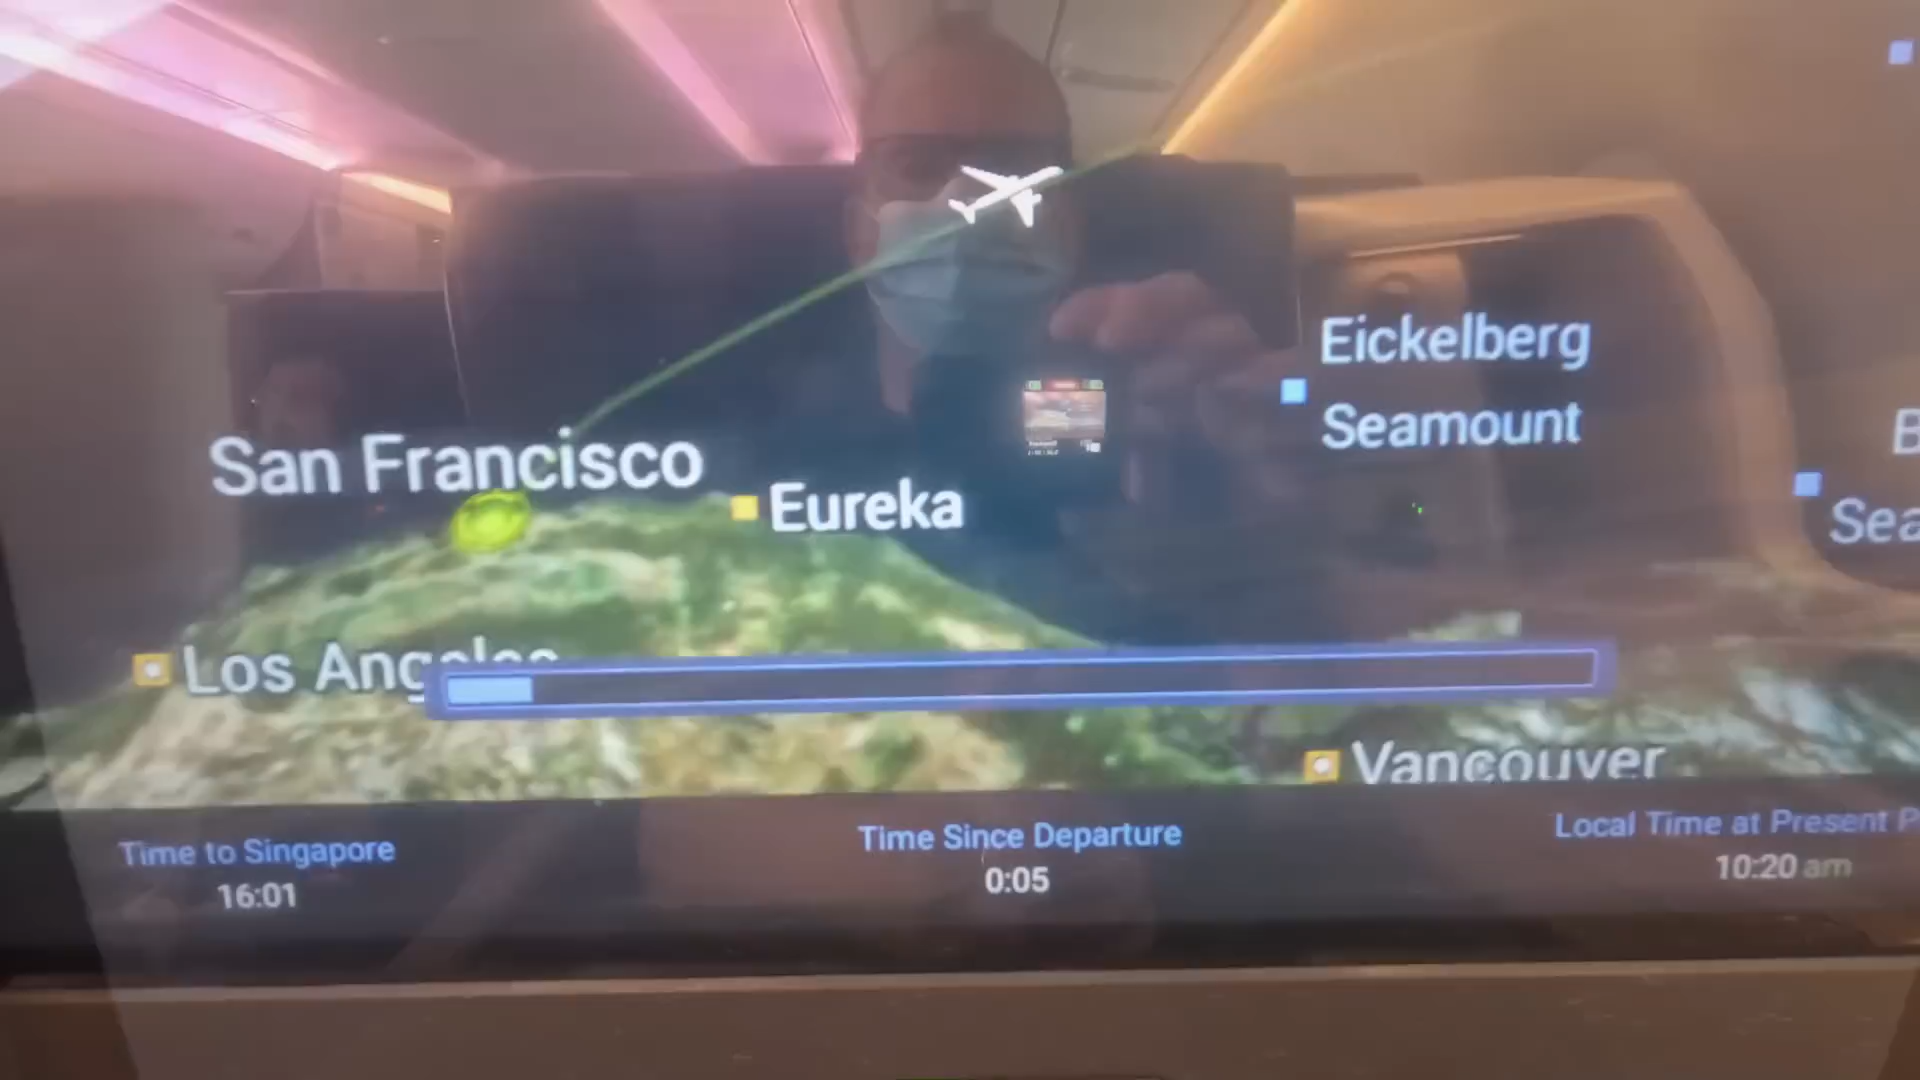 Eickelberg
Seamount
San Francisco
Eureka
Los Angeles
Vancouver
Time to Singapore
16:01
Time Since Departure
0:05
Local Time at Present
10:20 am